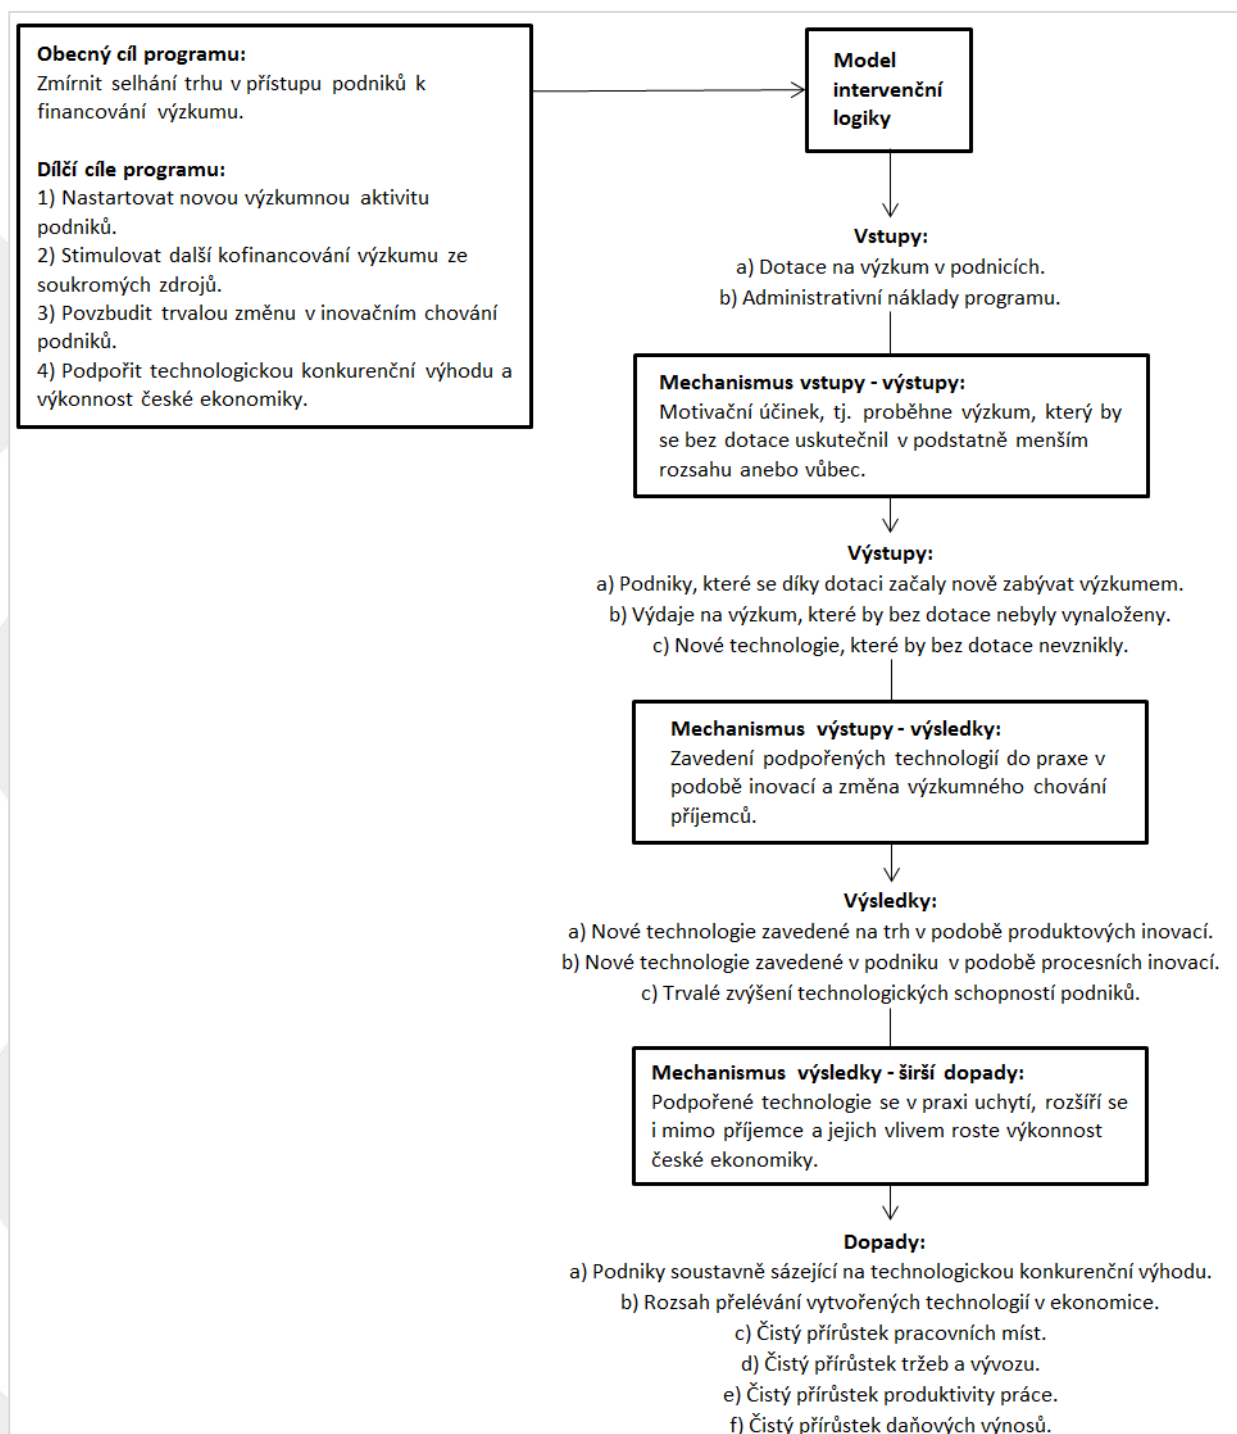 Obecný cíl programu:
Zmírnit selhání trhu v přístupu podniků k
financování výzkumu.
Dílčí cíle programu:
1) Nastartovat novou výzkumnou aktivitu
podniků.
2) Stimulovat další kofinancování výzkumu ze
soukromých zdrojů.
3) Povzbudit trvalou změnu v inovačním chování
podniků.
4) Podpořit technologickou konkurenční výhodu a
výkonnost české ekonomiky.
Model
intervenční
logiky
Vstupy:
a) Dotace na výzkum v podnicích.
b) Administrativní náklady programu.
Mechanismus vstupy - výstupy:
Motivační účinek, tj. proběhne výzkum, který by
se bez dotace uskutečnil v podstatně menším
rozsahu anebo vůbec.
Výstupy:
a) Podniky, které se díky dotaci začaly nově zabývat výzkumem.
b) Výdaje na výzkum, které by bez dotace nebyly vynaloženy.
c) Nové technologie, které by bez dotace nevznikly.
Mechanismus výstupy - výsledky:
Zavedení podpořených technologií do praxe v
podobě inovací a změna výzkumného chování
příjemců.
Výsledky:
a) Nové technologie zavedené na trh v podobě produktových inovací.
b) Nové technologie zavedené v podniku v podobě procesních inovací.
c) Trvalé zvýšení technologických schopností podniků.
Mechanismus výsledky - širší dopady:
Podpořené technologie se v praxi uchytí, rozšíří se
i mimo příjemce a jejich vlivem roste výkonnost
české ekonomiky.
Dopady:
a) Podniky soustavně sázející na technologickou konkurenční výhodu.
b) Rozsah přelévání vytvořených technologií v ekonomice.
c) Čistý přírůstek pracovních míst.
d) Čistý přírůstek tržeb a vývozu.
e) Čistý přírůstek produktivity práce.
f) Čistý přírůstek daňových výnosů.